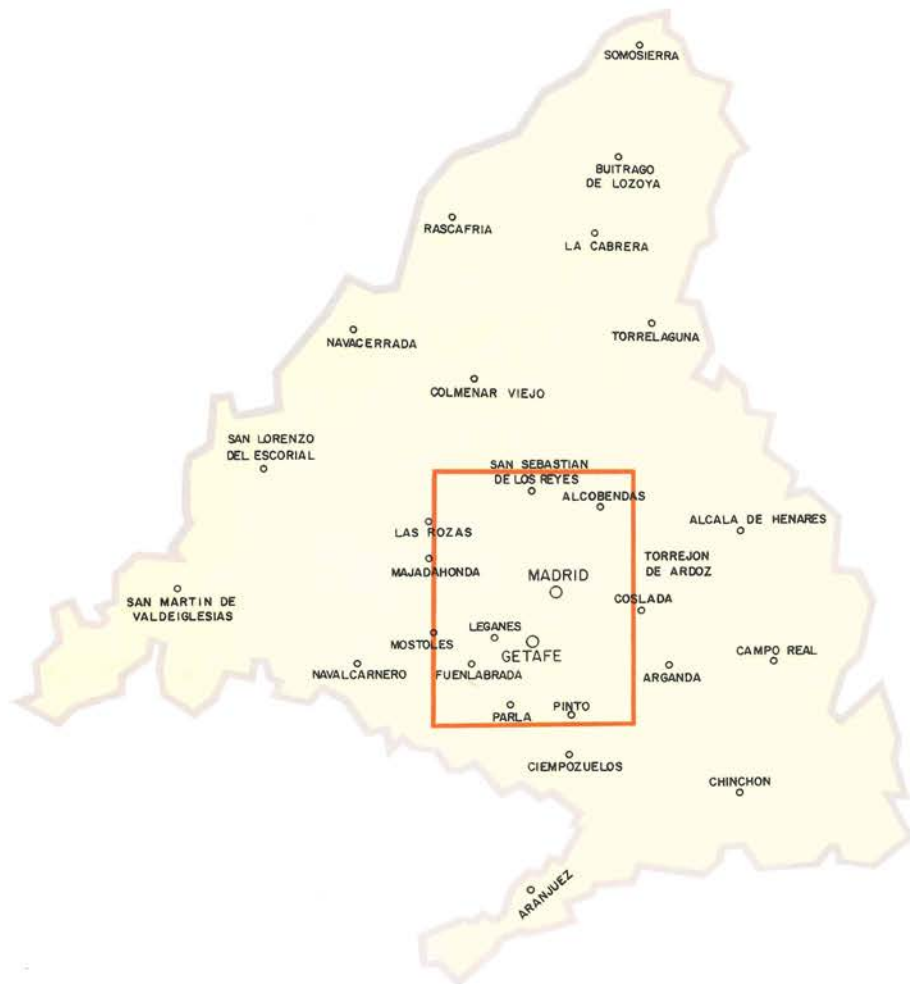 SOMOSIERRA
BUITRAGO
DE LOZOYA
RASCAFRIA
LA CABRERA
NAVACERRADA
TORRELAGUNA
COLMENAR VIEJO
SAN LORENZO
DEL ESCORIAL
SAN SEBASTIAN
DE LOS REYES
ALCOBENDAS
LAS ROZAS
ALCALA DE HENARES
MAJADAHONDA
TORREJON
DE ARDOZ
MADRID
SAN MARTIN DE
VALDEIGLESIAS
COSLADA
LEGANES
MOSTOLES
GETAFE
NAVALCARNERO
FUENLABRADA
ARGANDA
CAMPO REAL
PARLA
PINTO
CIEMPOZUELOS
CHINCHON
ARANJUEZ